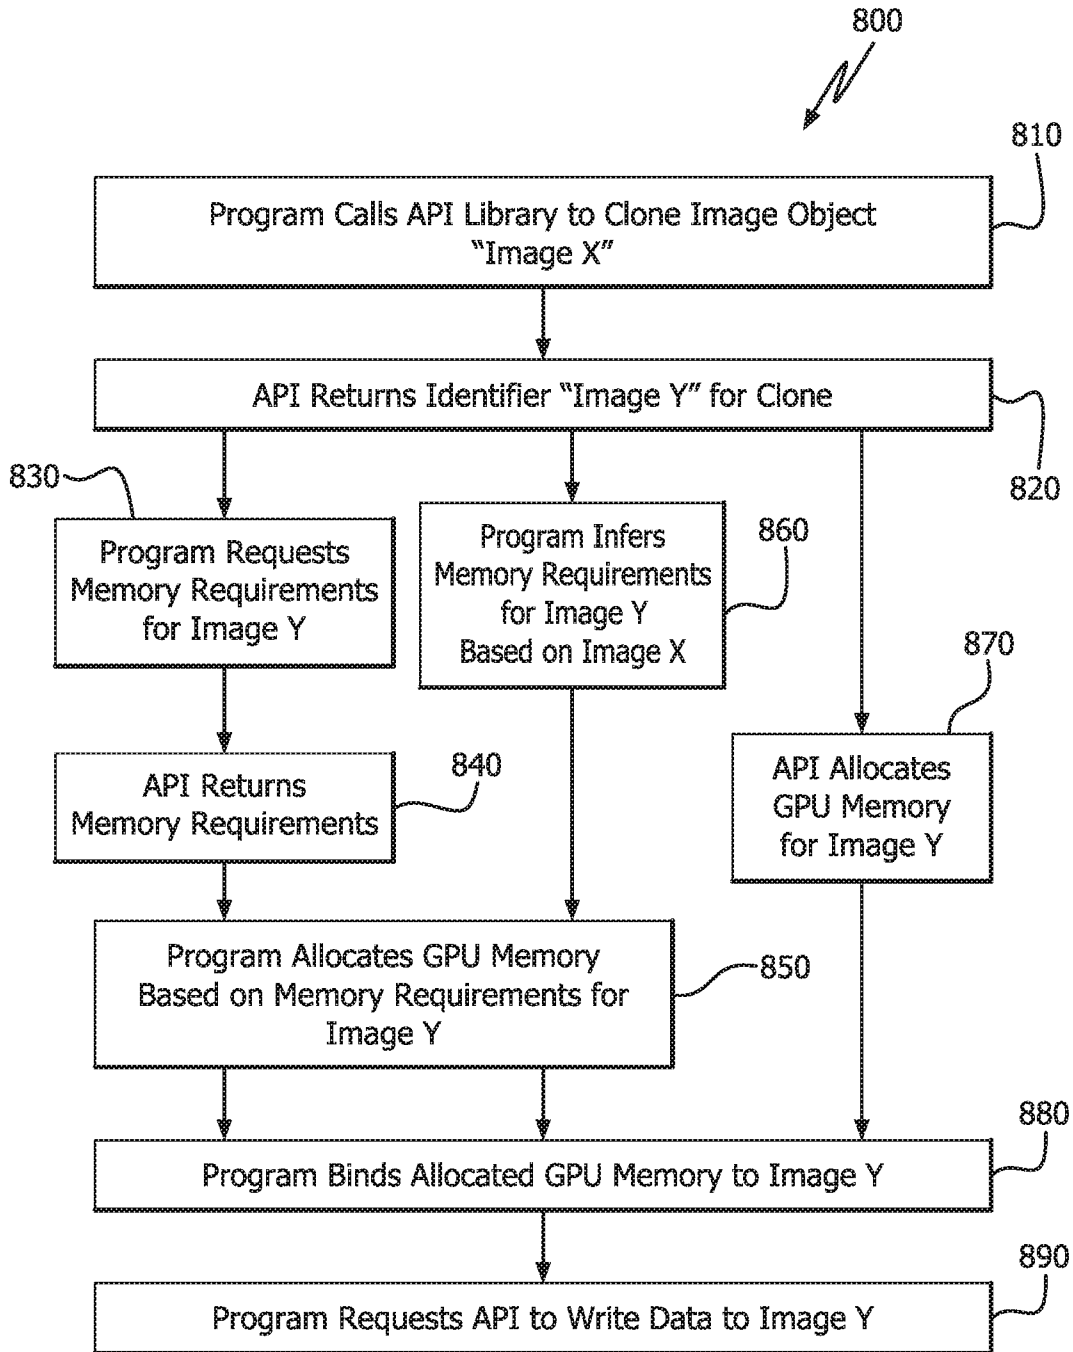 800
810
Program Calls API Library to Clone Image Object
“Image X”
API Returns Identifier “Image Y” for Clone
820
830
Program Requests
Memory Requirements
for Image Y
Program Infers
Memory Requirements
for Image Y
Based on Image X
860
870
API Returns
Memory Requirements
840
API Allocates
GPU Memory
for Image Y
Program Allocates GPU Memory
Based on Memory Requirements for
Image Y
850
880
Program Binds Allocated GPU Memory to Image Y
890
Program Requests API to Write Data to Image Y